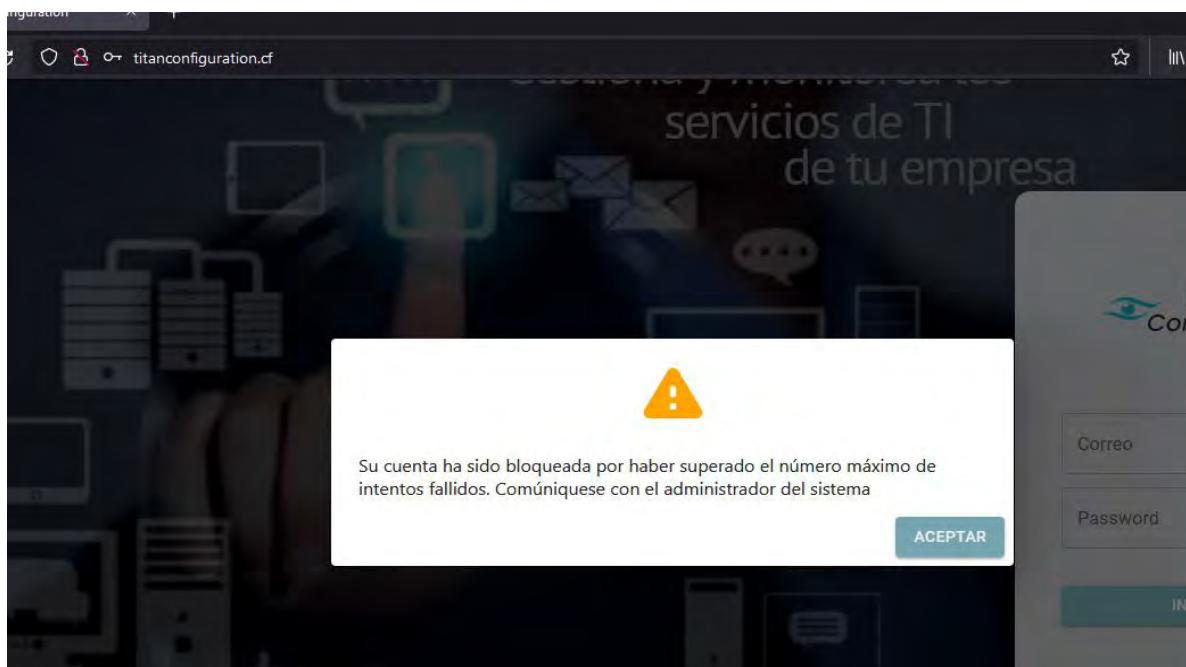 titanconfiguration.cf
servicios de TI
de tu empresa
Su cuenta ha sido bloqueada por haber superado el número máximo de
intentos fallidos. Comúniquese con el administrador del sistema
ACEPTAR
Correo
Password